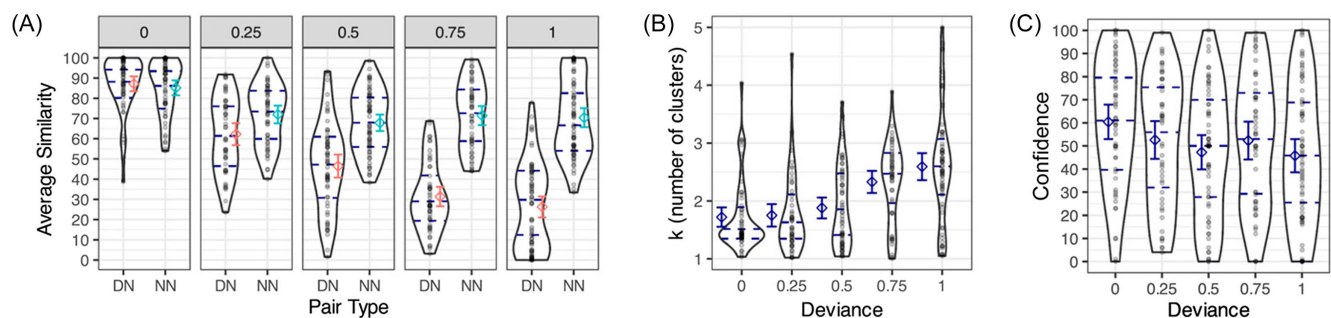 (A)
0 0.25 0.5 0.75 1
Average Similarity
100
90
80
70
60
50
40
30
20
10
0
DN NN DN NN DN NN DN NN DN NN
Pair Type
(B)
k (number of clusters)
5
4
3
2
1
0 0.25 0.5 0.75 1
Deviance
(C)
Confidence
100
90
80
70
60
50
40
30
20
10
0
0 0.25 0.5 0.75 1
Deviance